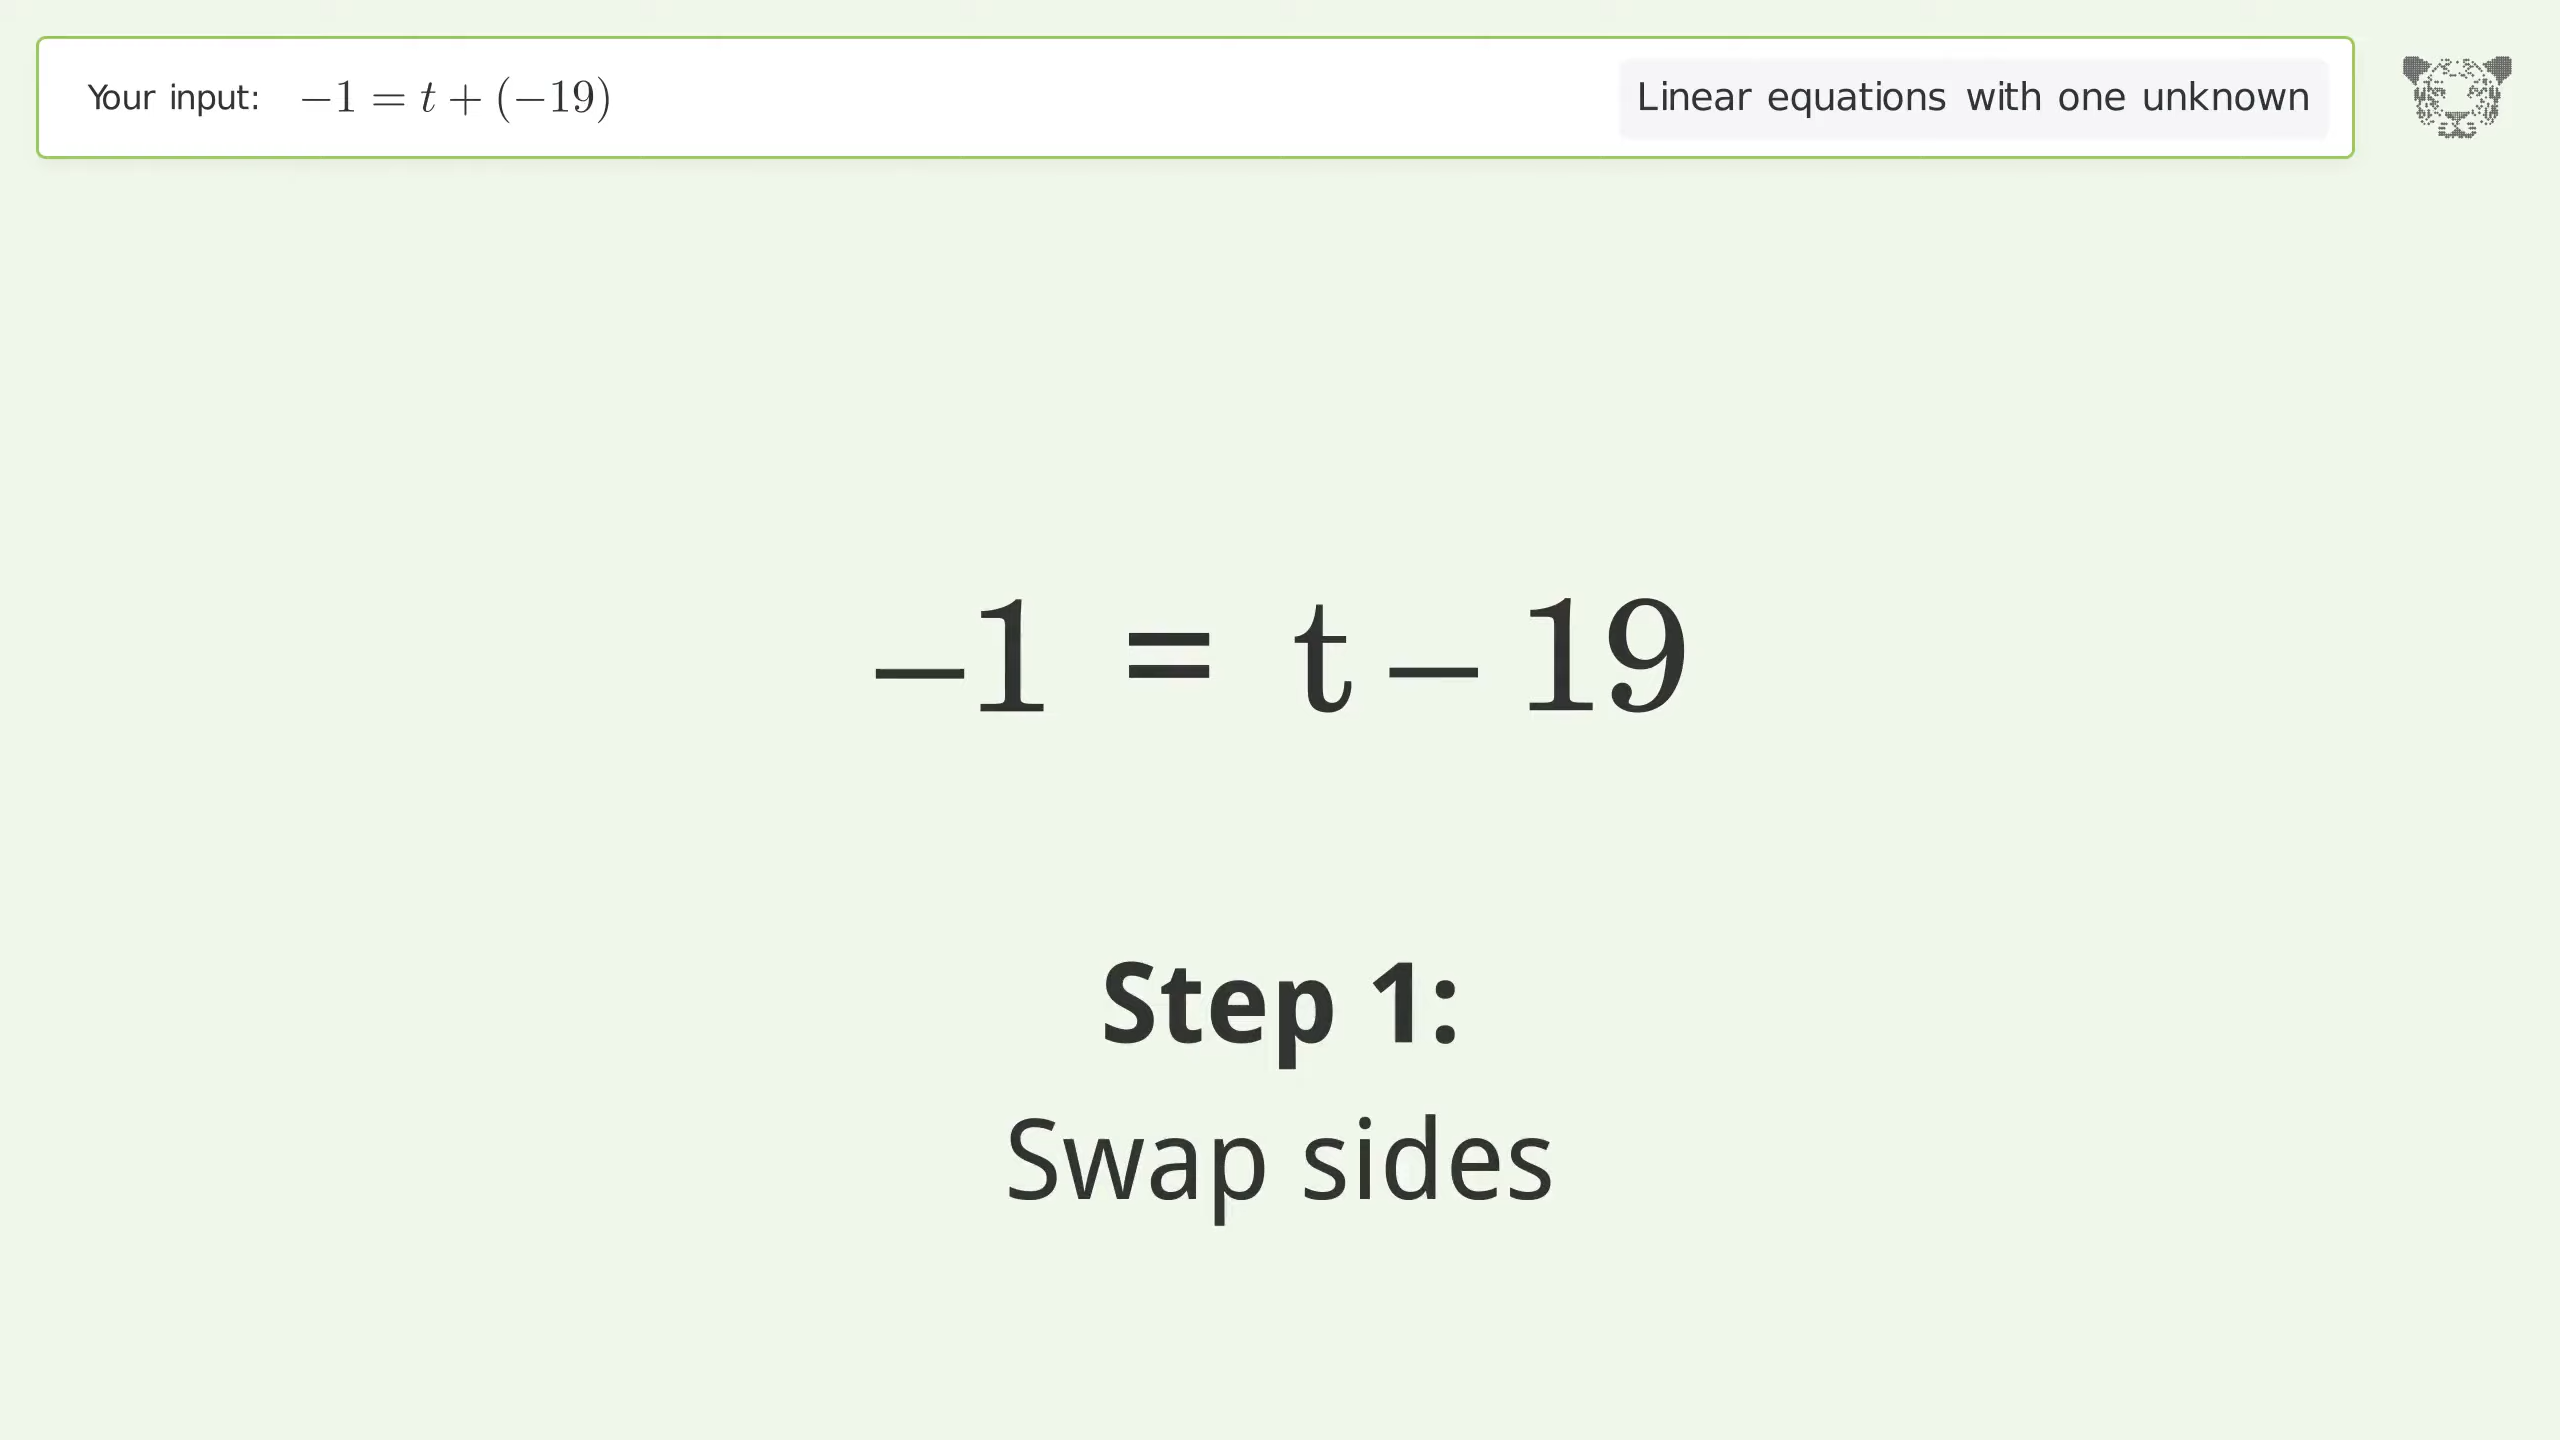 Your input: −1 = t + (−19)
Linear equations with one unknown
−1 = t − 19
Step 1:
Swap sides